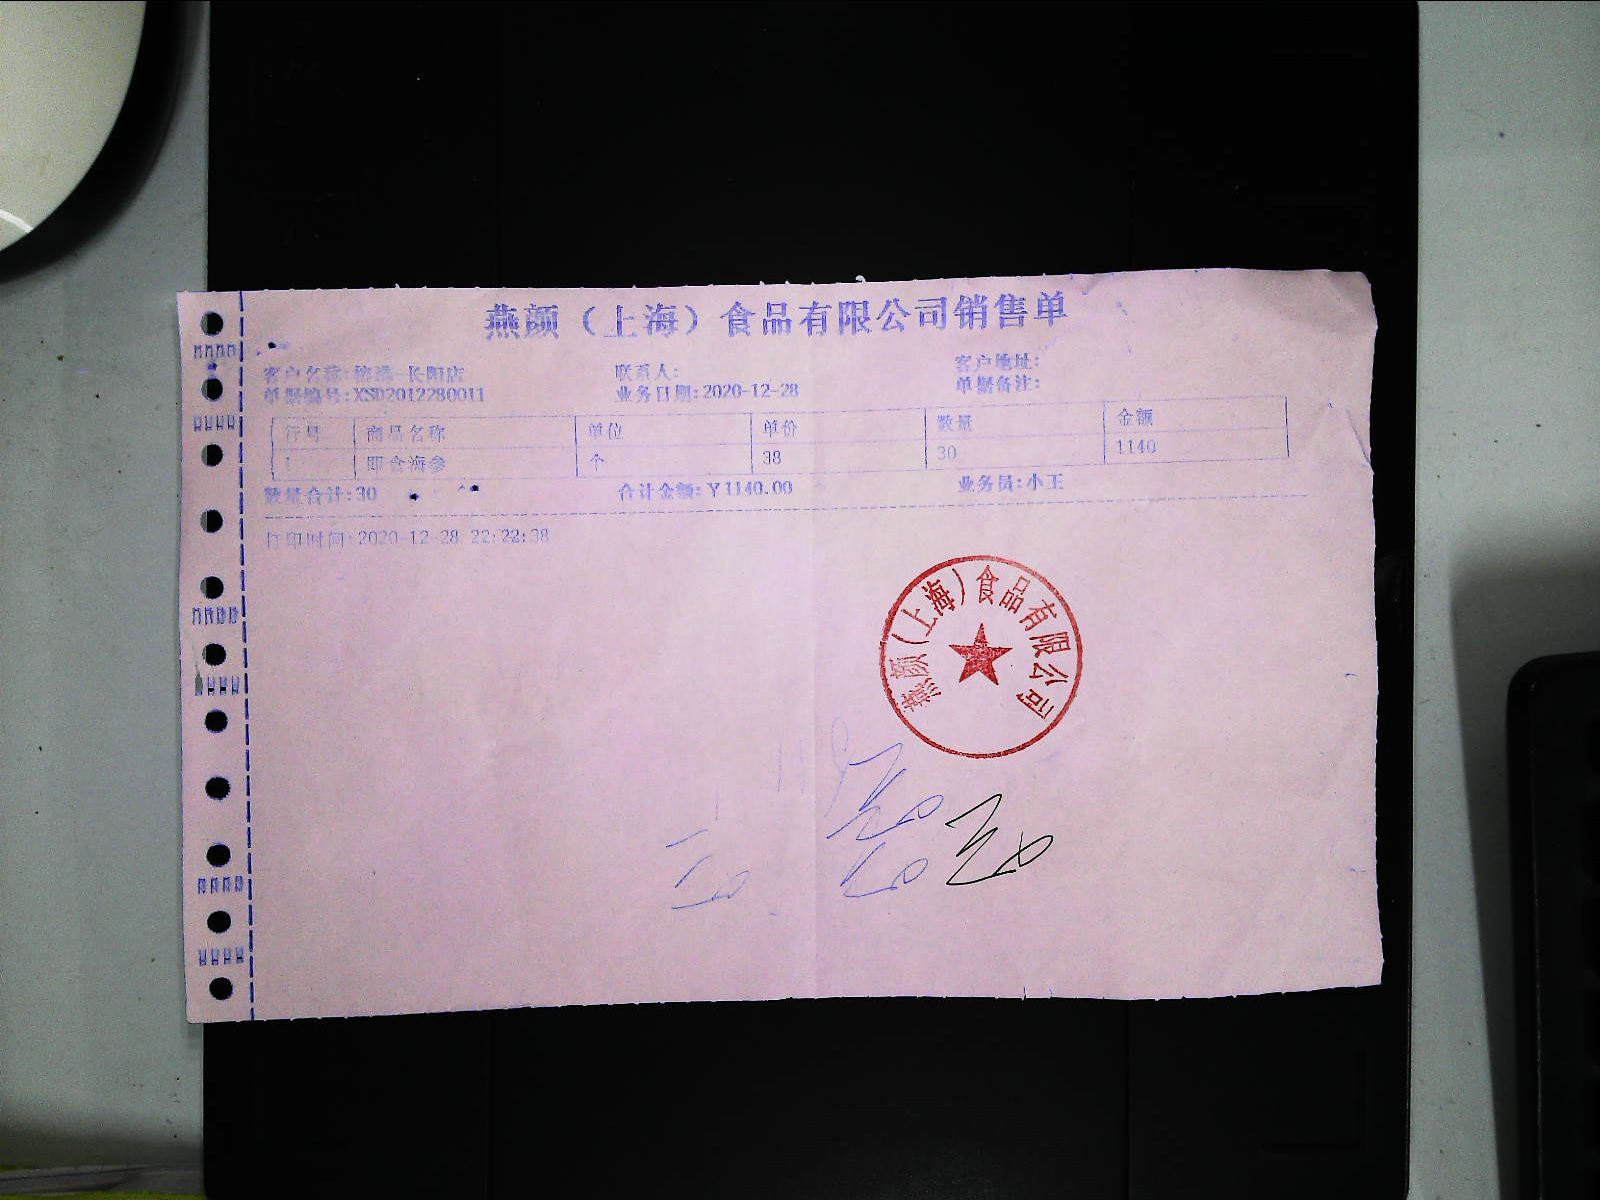 燕颜（上海）食品有限公司销售单
客户名称: 长阳店 联系人: 客户地址:
单据编号:XSD2012280011 业务日期:2020-12-28 单据备注:
行号 商品名称 单位 单价 数量 金额
1 即食海参 个 38 30 1140
数量合计:30 合计金额:￥1140.00 业务员:小王
打印时间:2020-12-28 22:22:38
燕颜（上海）食品有限公司